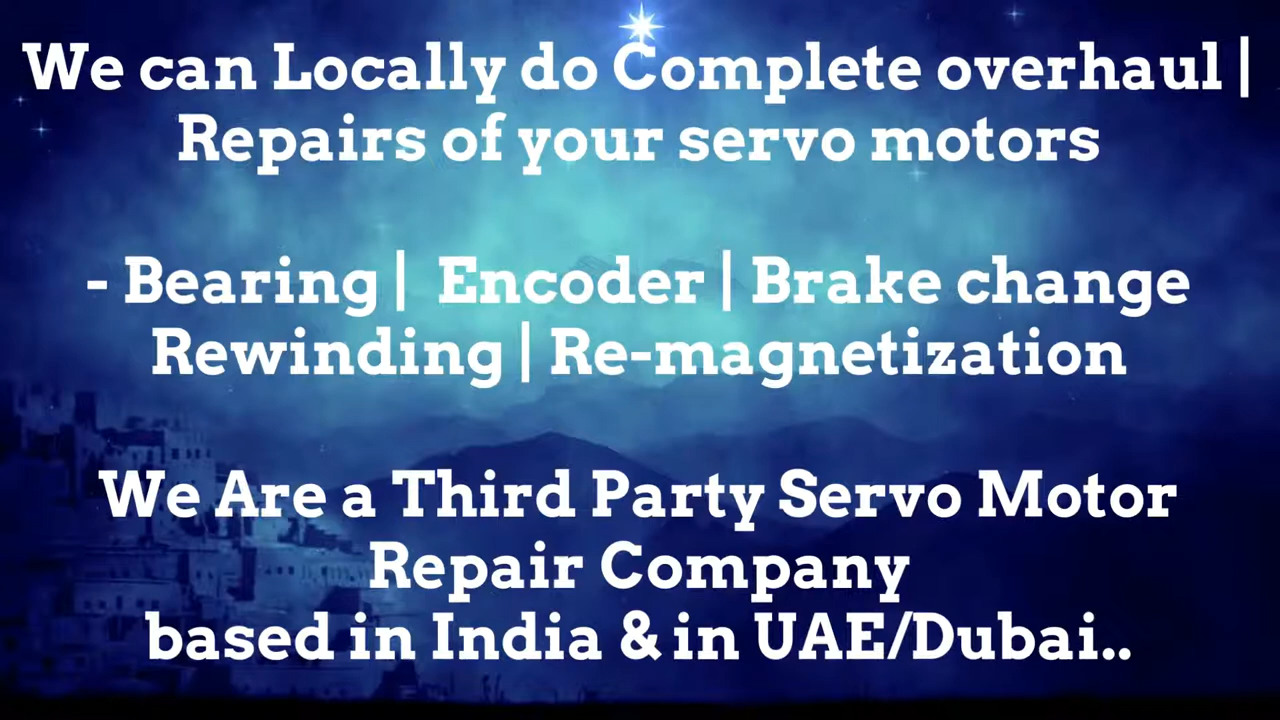 We can Locally do Complete overhaul |
Repairs of your servo motors
- Bearing | Encoder | Brake change
Rewinding | Re-magnetization
We Are a Third Party Servo Motor
Repair Company
based in India & in UAE/Dubai..